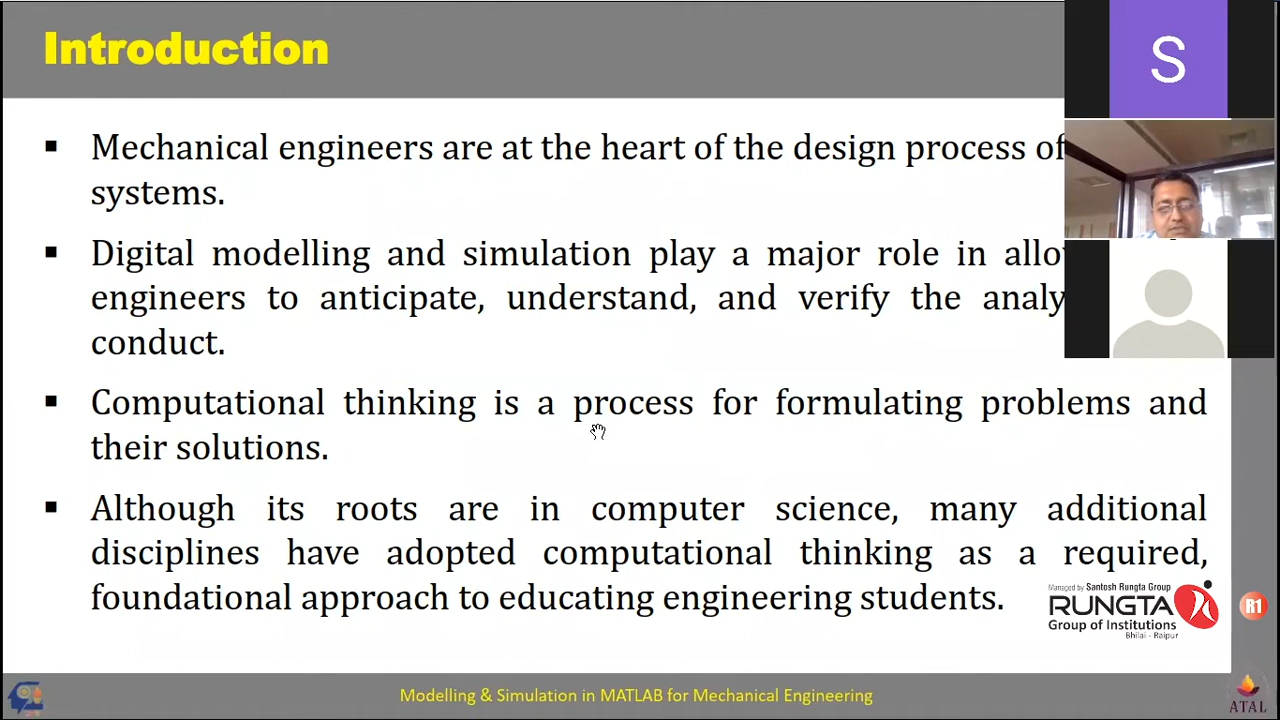 Introduction
S
▪ Mechanical engineers are at the heart of the design process of
systems.
▪ Digital modelling and simulation play a major role in
engineers to anticipate, understand, and verify the
conduct.
▪ Computational thinking is a process for formulating problems and
their solutions.
▪ Although its roots are in computer science, many additional
disciplines have adopted computational thinking as a required,
foundational approach to educating engineering students.
Managed by Santosh Rungta Group
RUNGTA
Group of Institutions
Bhilai - Raipur
R1
Modelling & Simulation in MATLAB for Mechanical Engineering
ATAL